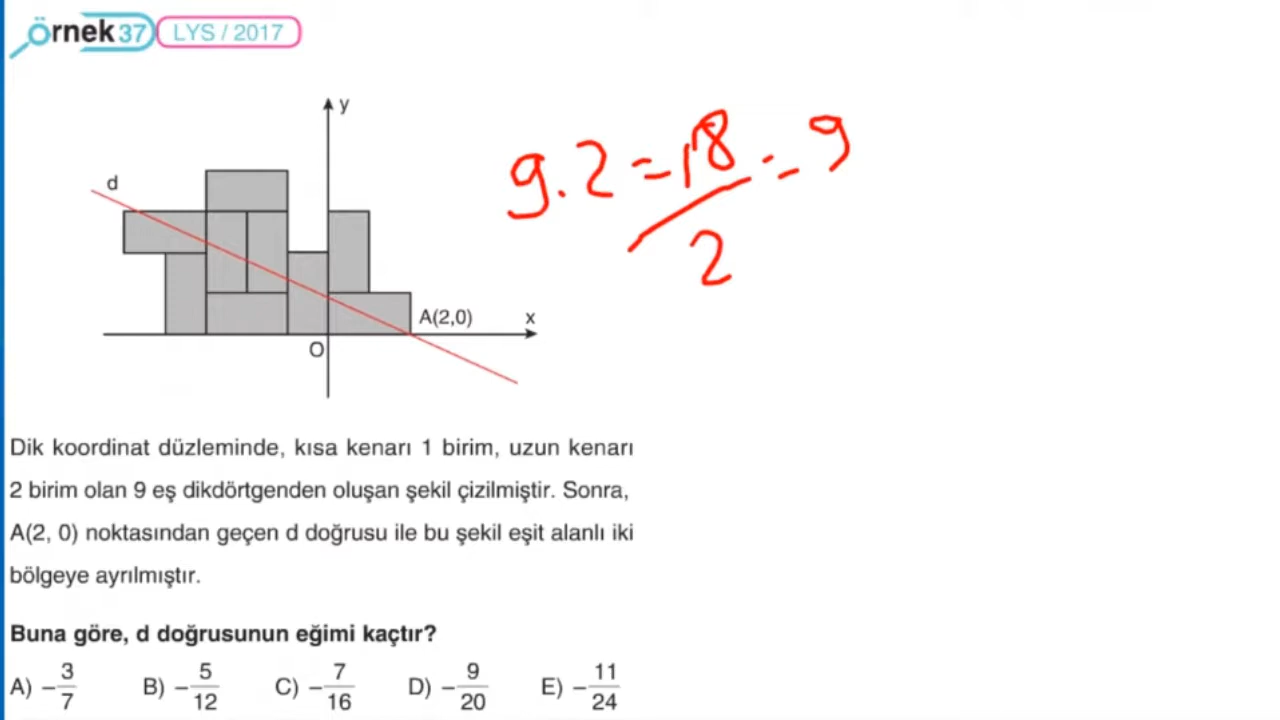 örnek 37 LYS / 2017
y
d
A(2,0)
x
O
9.2=18/2=9
Dik koordinat düzleminde, kısa kenarı 1 birim, uzun kenarı
2 birim olan 9 eş dikdörtgenden oluşan şekil çizilmiştir. Sonra,
A(2, 0) noktasından geçen d doğrusu ile bu şekil eşit alanlı iki
bölgeye ayrılmıştır.
Buna göre, d doğrusunun eğimi kaçtır?
A) -3/7 B) -5/12 C) -7/16 D) -9/20 E) -11/24